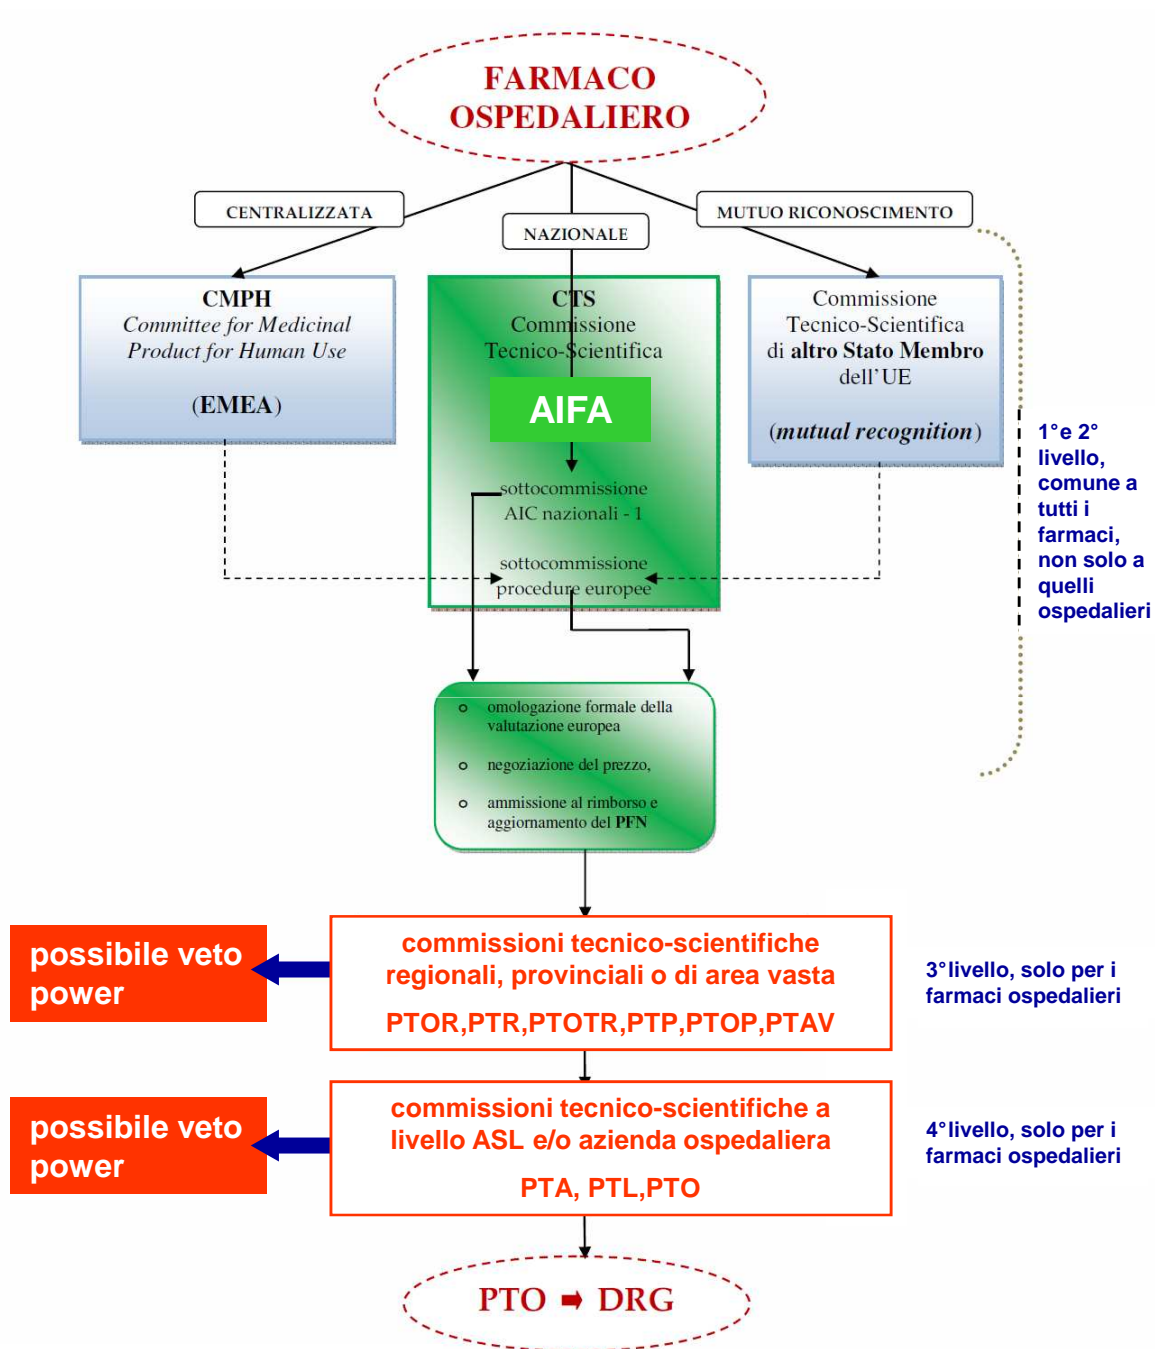 FARMACO
OSPEDALIERO
CENTRALIZZATA
NAZIONALE
MUTUO RICONOSCIMENTO
CMPH
Committee for Medicinal
Product for Human Use
(EMEA)
CTS
Commissione
Tecnico-Scientifica
AIFA
sottocommissione
AIC nazionali - 1
sottocommissione
procedure europee
Commissione
Tecnico-Scientifica
di altro Stato Membro
dell'UE
(mutual recognition)
1° e 2°
livello,
comune a
tutti i
farmaci,
non solo a
quelli
ospedalieri
o omologazione formale della
valutazione europea
o negoziazione del prezzo,
o ammissione al rimborso e
aggiornamento del PFN
possibile veto
power
commissioni tecnico-scientifiche
regionali, provinciali o di area vasta
PTOR,PTR,PTOTR,PTP,PTOP,PTAV
3° livello, solo per i
farmaci ospedalieri
possibile veto
power
commissioni tecnico-scientifiche a
livello ASL e/o azienda ospedaliera
PTA, PTL,PTO
4° livello, solo per i
farmaci ospedalieri
PTO ➡ DRG